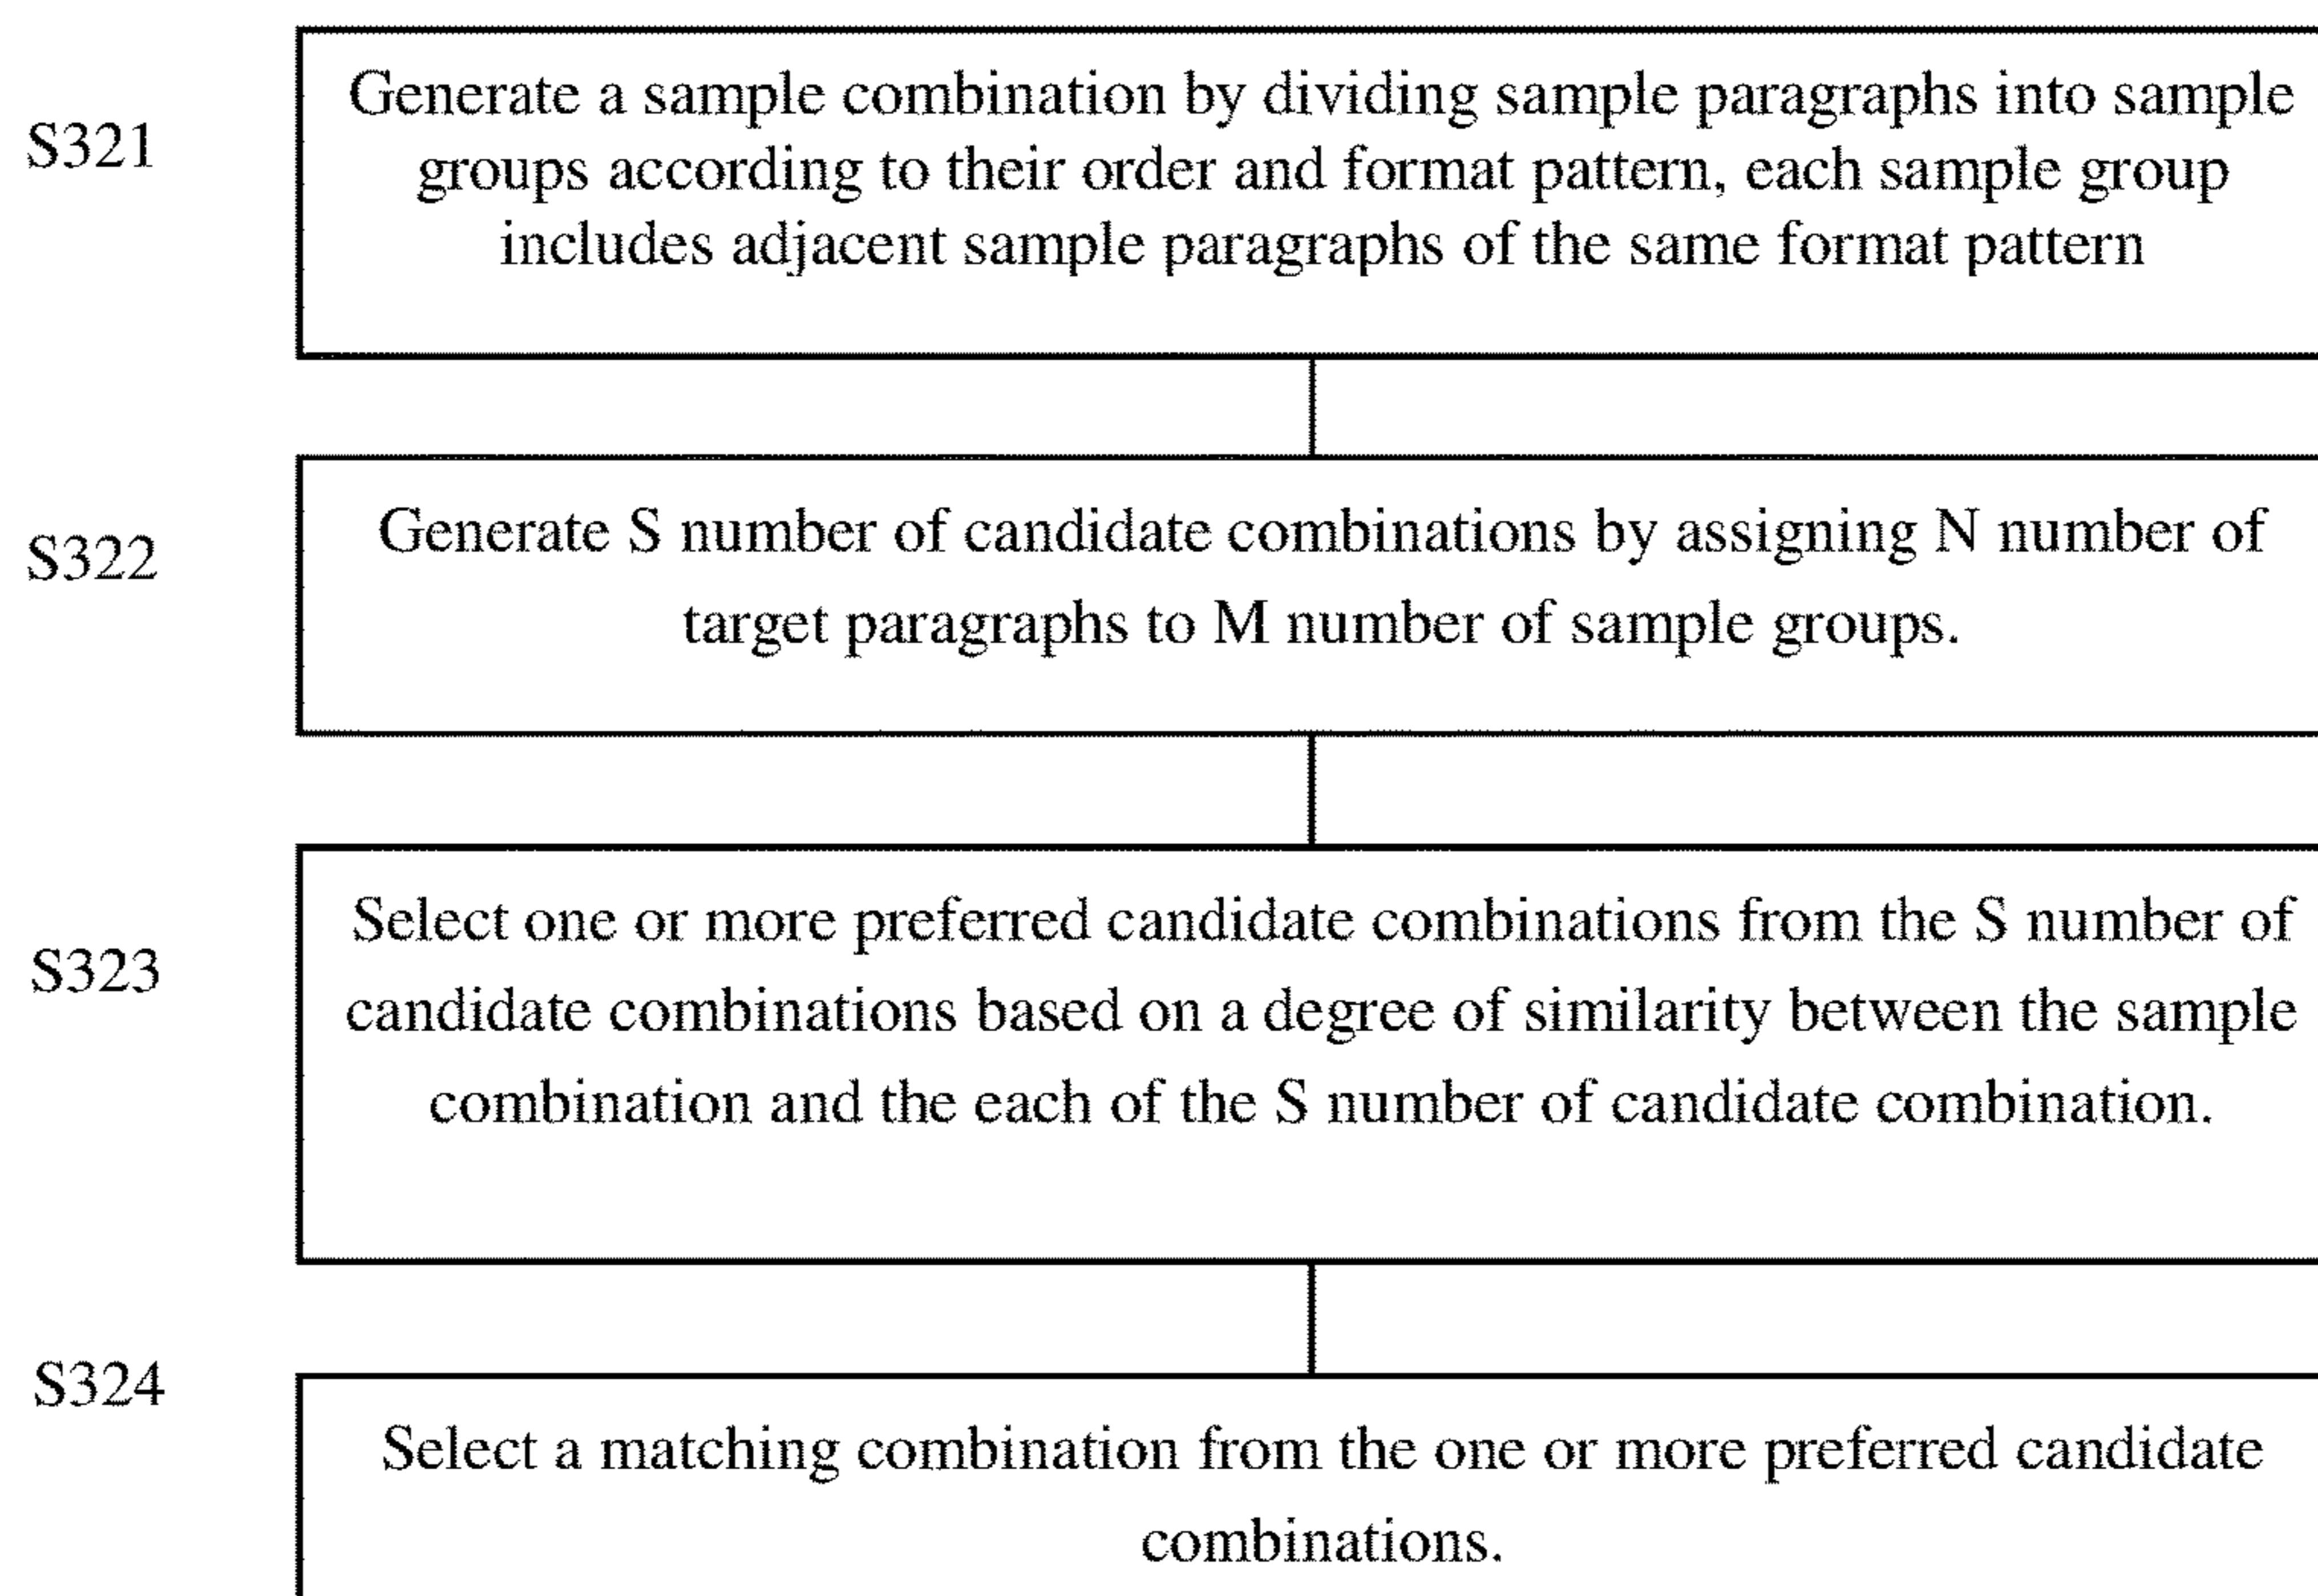 S321
Generate a sample combination by dividing sample paragraphs into sample
groups according to their order and format pattern, each sample group
includes adjacent sample paragraphs of the same format pattern
S322
Generate S number of candidate combinations by assigning N number of
target paragraphs to M number of sample groups.
S323
Select one or more preferred candidate combinations from the S number of
candidate combinations based on a degree of similarity between the sample
combination and the each of the S number of candidate combination.
S324
Select a matching combination from the one or more preferred candidate
combinations.